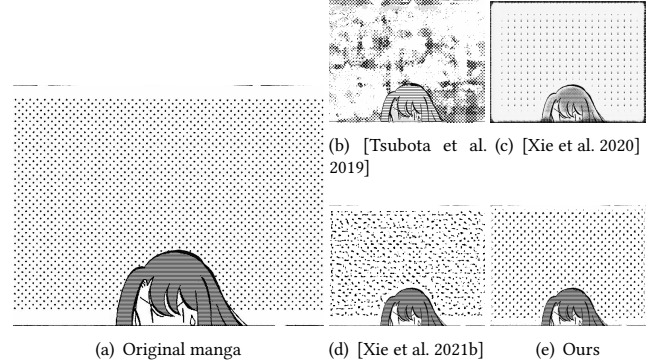 (b) [Tsubota et al. 2019]
(c) [Xie et al. 2020]
(a) Original manga
(d) [Xie et al. 2021b]
(e) Ours